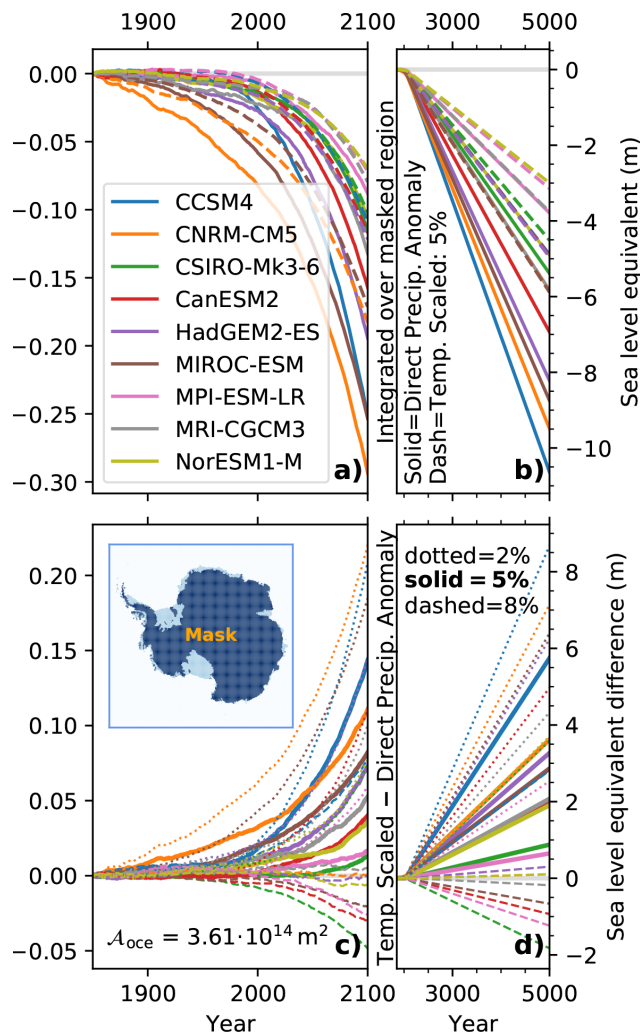 1900 2000 2100
3000 5000
0.00
−0.05
−0.10
−0.15
−0.20
−0.25
−0.30
CCSM4
CNRM-CM5
CSIRO-Mk3-6
CanESM2
HadGEM2-ES
MIROC-ESM
MPI-ESM-LR
MRI-CGCM3
NorESM1-M
a)
Integrated over masked region
Solid=Direct Precip. Anomaly
Dash=Temp. Scaled: 5%
b)
0
−2
−4
−6
−8
−10
Sea level equivalent (m)
0.20
0.15
0.10
0.05
0.00
−0.05
Mask
𝒜oce = 3.61·10¹⁴ m²
c)
Temp. Scaled − Direct Precip. Anomaly
dotted=2%
solid = 5%
dashed=8%
d)
8
6
4
2
0
−2
Sea level equivalent difference (m)
1900 2000 2100
Year
3000 5000
Year